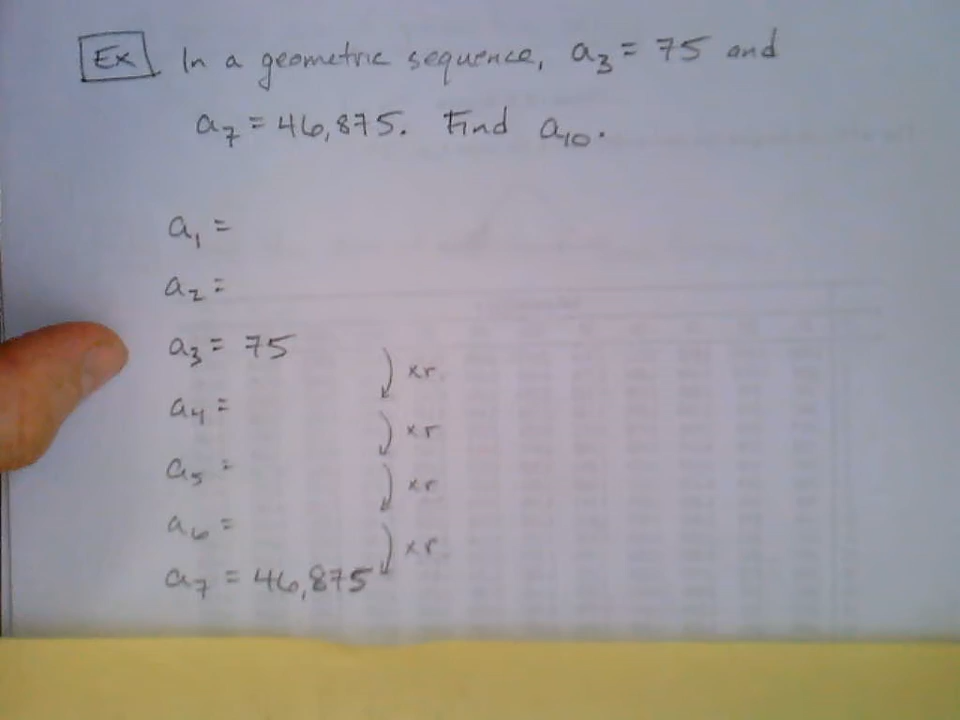 Ex In a geometric sequence, a₃ = 75 and
a₇ = 46,875. Find a₁₀.
a₁ =
a₂ =
a₃ = 75
×r
a₄ =
×r
a₅ =
×r
a₆ =
×r
a₇ = 46,875